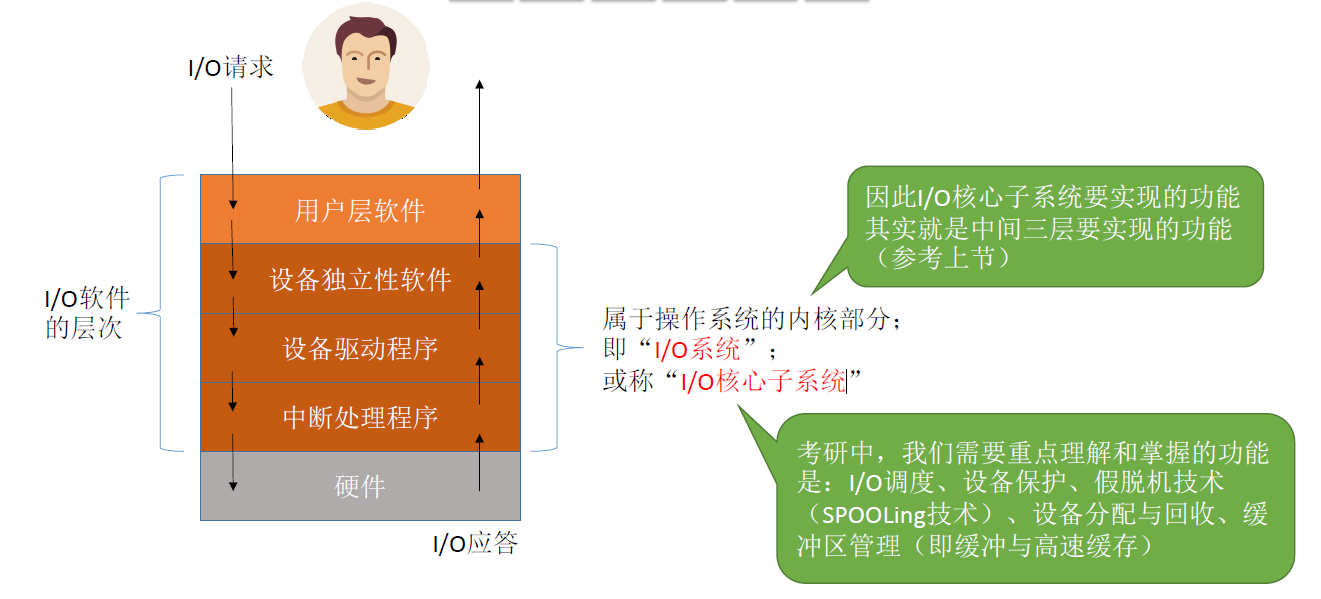 I/O请求
用户层软件
设备独立性软件
设备驱动程序
中断处理程序
硬件
I/O应答
I/O软件
的层次
属于操作系统的内核部分；
即“I/O系统”；
或称“I/O核心子系统”
因此I/O核心子系统要实现的功能
其实就是中间三层要实现的功能
（参考上节）
考研中，我们需要重点理解和掌握的功能
是：I/O调度、设备保护、假脱机技术
（SPOOLing技术）、设备分配与回收、缓
冲区管理（即缓冲与高速缓存）